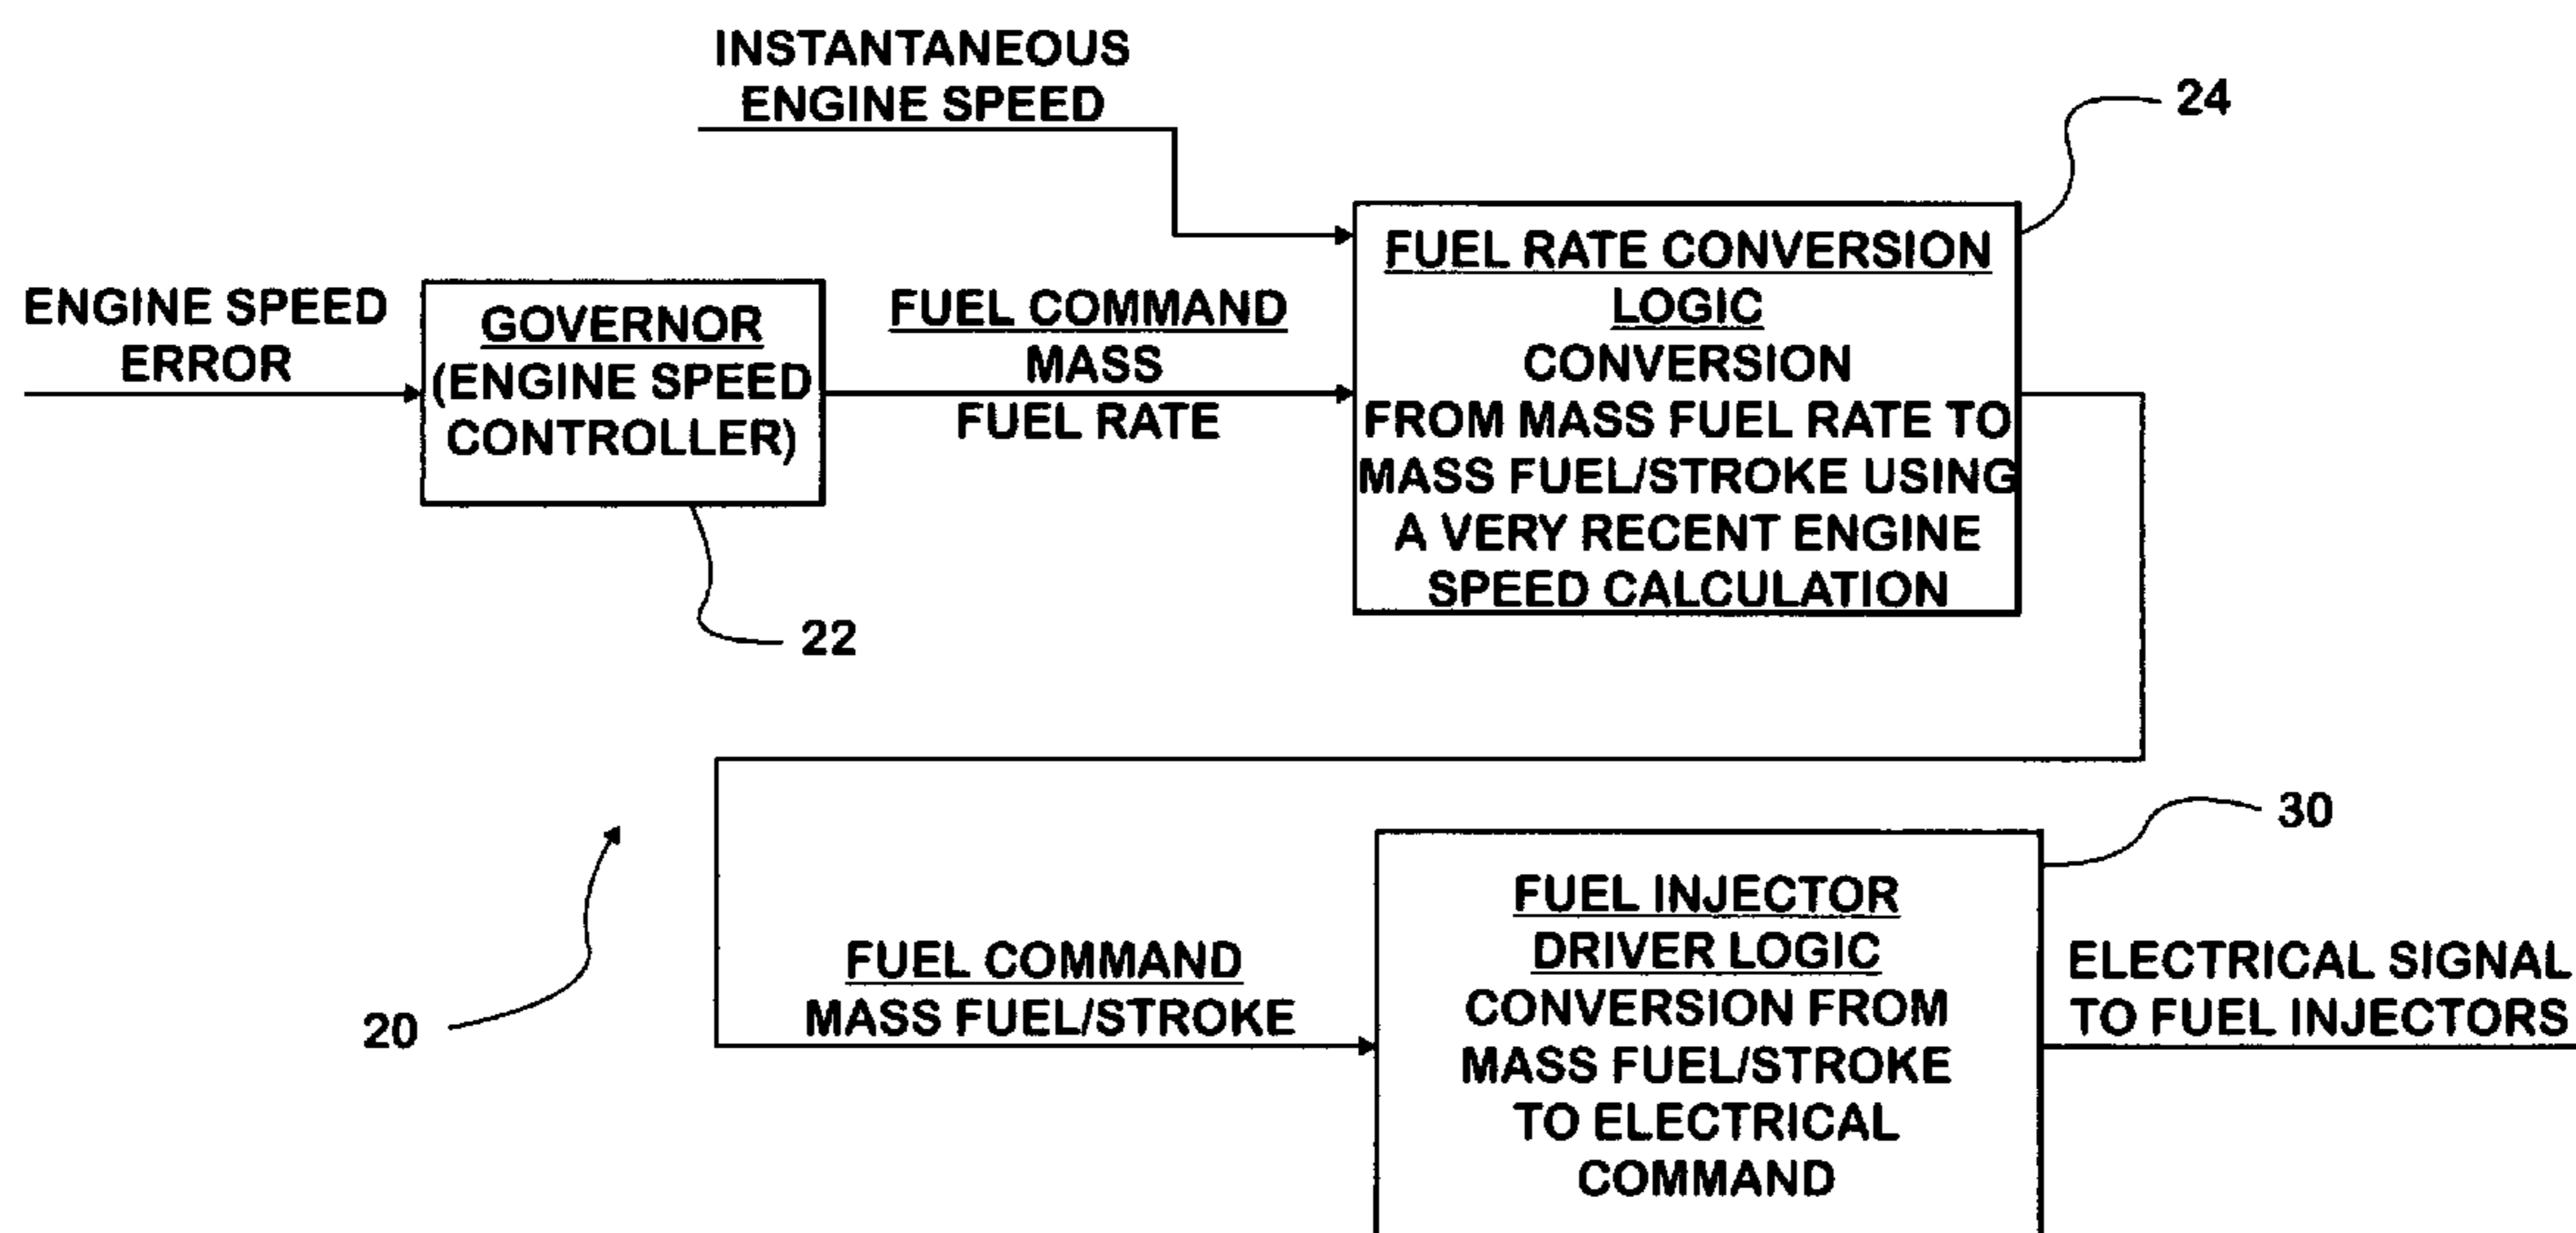 INSTANTANEOUS
ENGINE SPEED
24
ENGINE SPEED
ERROR
GOVERNOR
(ENGINE SPEED
CONTROLLER)
22
FUEL COMMAND
MASS
FUEL RATE
FUEL RATE CONVERSION
LOGIC
CONVERSION
FROM MASS FUEL RATE TO
MASS FUEL/STROKE USING
A VERY RECENT ENGINE
SPEED CALCULATION
20
FUEL COMMAND
MASS FUEL/STROKE
30
FUEL INJECTOR
DRIVER LOGIC
CONVERSION FROM
MASS FUEL/STROKE
TO ELECTRICAL
COMMAND
ELECTRICAL SIGNAL
TO FUEL INJECTORS